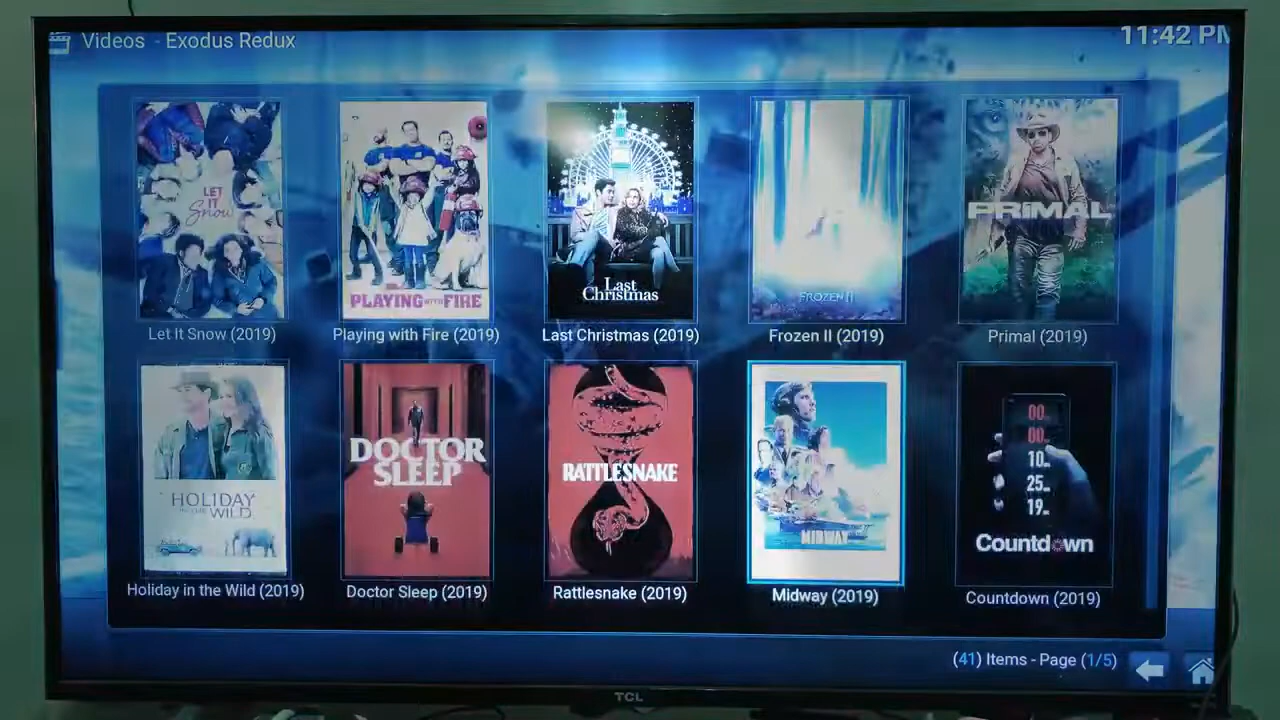 Videos - Exodus Redux
11:42 PM
LET
IT
Snow
PLAYING WITH FIRE
Last
Christmas
FROZEN II
PRIMAL
Let It Snow (2019)
Playing with Fire (2019)
Last Christmas (2019)
Frozen II (2019)
Primal (2019)
HOLIDAY
IN THE WILD
DOCTOR
SLEEP
RATTLESNAKE
MIDWAY
00
00
10
25
19
Countdown
Holiday in the Wild (2019)
Doctor Sleep (2019)
Rattlesnake (2019)
Midway (2019)
Countdown (2019)
(41) Items - Page (1/5)
TCL